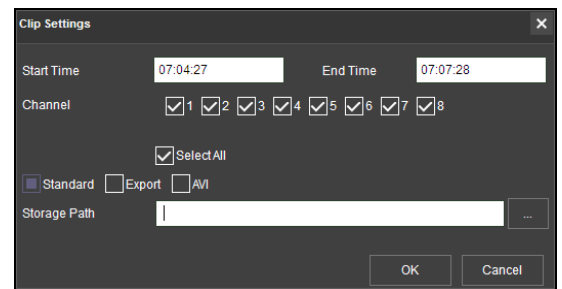 Clip Settings
Start Time 07:04:27 End Time 07:07:28
Channel 1 2 3 4 5 6 7 8
Select All
Standard Export AVI
Storage Path ...
OK Cancel